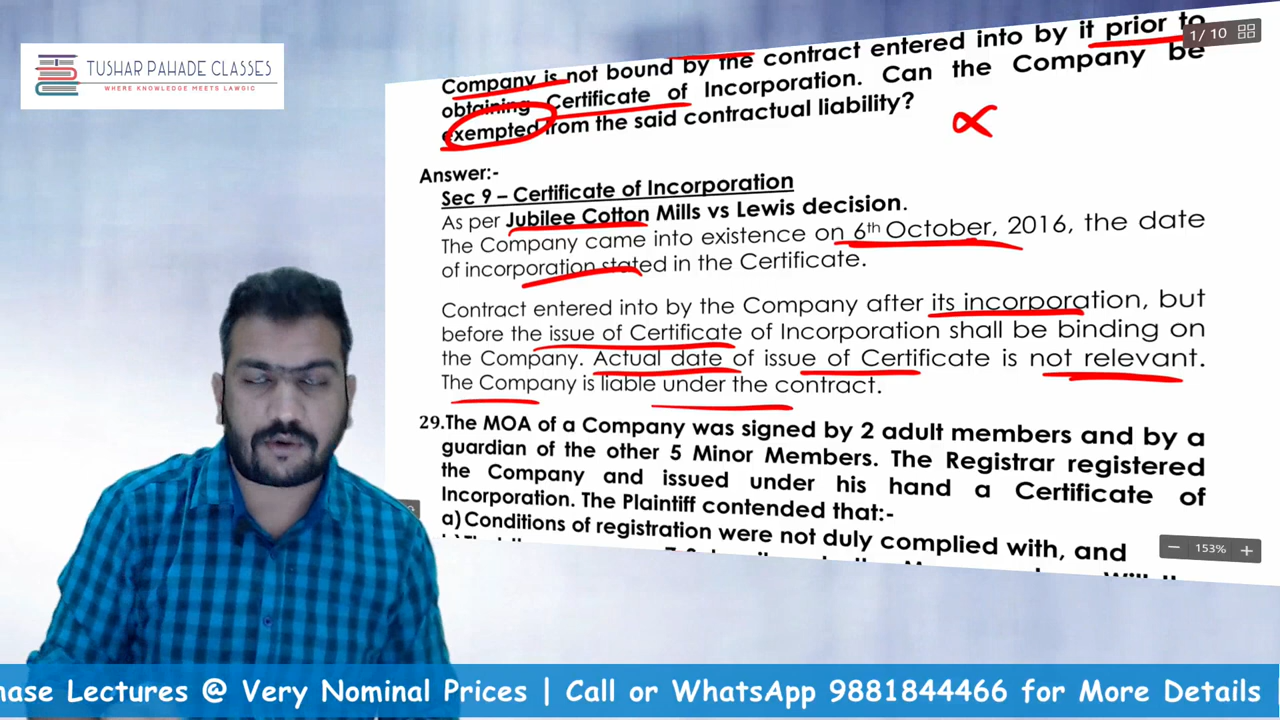 TUSHAR PAHADE CLASSES
WHERE KNOWLEDGE MEETS LAWGIC
1 / 10
Company is not bound by the contract entered into by it prior to
obtaining Certificate of Incorporation. Can the Company be
exempted from the said contractual liability?
Answer:-
Sec 9 – Certificate of Incorporation
As per Jubilee Cotton Mills vs Lewis decision.
The Company came into existence on 6th October, 2016, the date
of incorporation stated in the Certificate.
Contract entered into by the Company after its incorporation, but
before the issue of Certificate of Incorporation shall be binding on
the Company. Actual date of issue of Certificate is not relevant.
The Company is liable under the contract.
29.The MOA of a Company was signed by 2 adult members and by a
guardian of the other 5 Minor Members. The Registrar registered
the Company and issued under his hand a Certificate of
Incorporation. The Plaintiff contended that:-
a) Conditions of registration were not duly complied with, and
153%
hase Lectures @ Very Nominal Prices | Call or WhatsApp 9881844466 for More Details